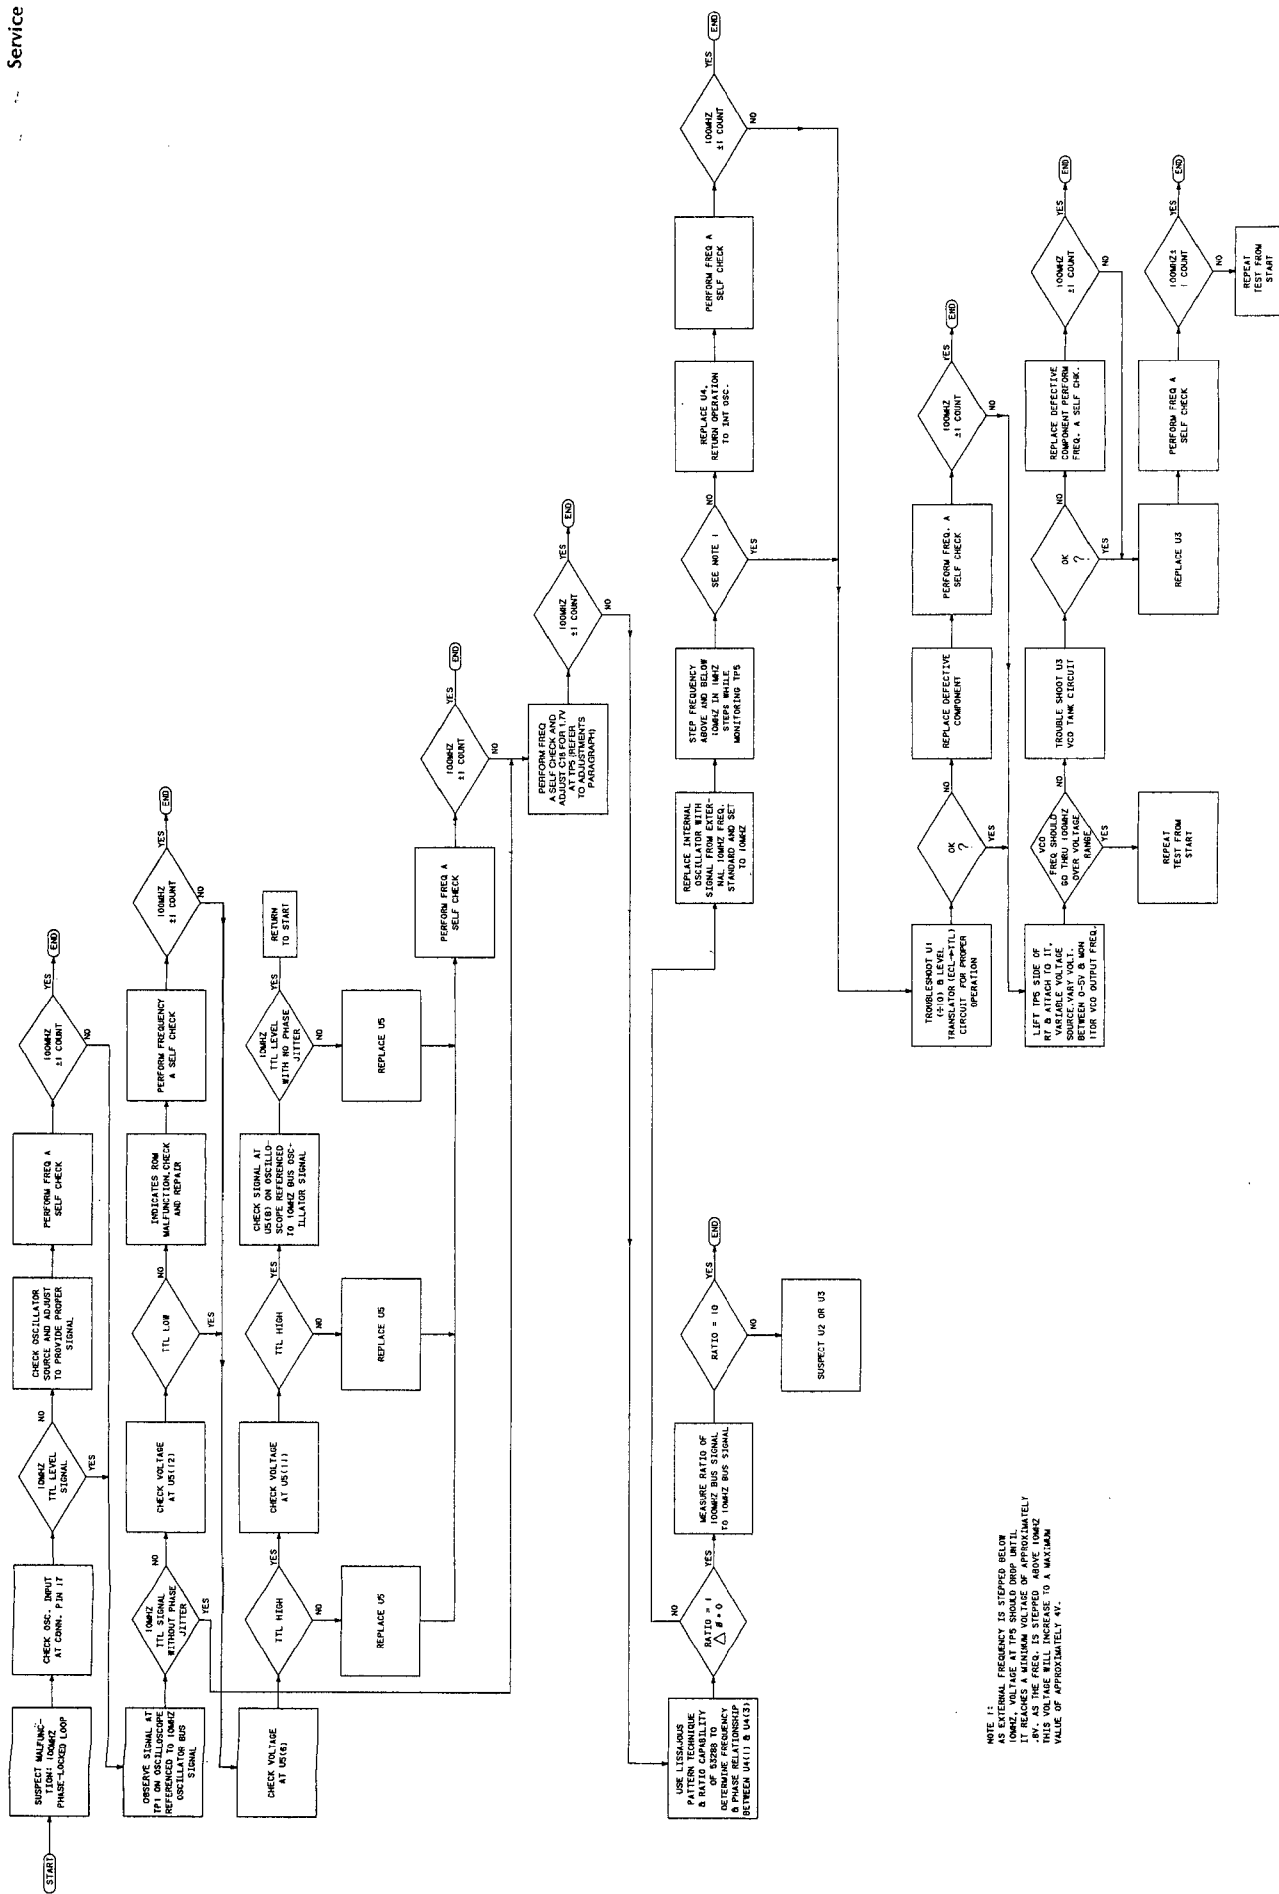 Service
START
SUSPECT MALFUNC-
TION: 100MHZ
PHASE-LOCKED LOOP
CHECK OSC. INPUT
AT CONN. PIN 17
10MHZ
TTL LEVEL
SIGNAL
NO
YES
CHECK OSCILLATOR
SOURCE AND ADJUST
TO PROVIDE PROPER
SIGNAL
PERFORM FREQ A
SELF CHECK
100MHZ
±1 COUNT
YES
NO
END
OBSERVE SIGNAL AT
TP1 ON OSCILLOSCOPE
REFERENCED TO 10MHZ
OSCILLATOR BUS
SIGNAL
10MHZ
TTL SIGNAL
WITHOUT PHASE
JITTER
NO
YES
CHECK VOLTAGE
AT U5(12)
TTL LOW
NO
YES
INDICATES ROM
MALFUNCTION.CHECK
AND REPAIR
PERFORM FREQUENCY
A SELF CHECK
100MHZ
±1 COUNT
YES
NO
END
CHECK VOLTAGE
AT U5(6)
TTL HIGH
YES
NO
REPLACE U5
CHECK VOLTAGE
AT U5(11)
TTL HIGH
YES
NO
REPLACE U5
CHECK SIGNAL AT
U5(8) ON OSCILLO-
SCOPE REFERENCED
TO 10MHZ BUS OSC-
ILLATOR SIGNAL
10MHZ
TTL LEVEL
WITH NO PHASE
JITTER
YES
NO
REPLACE U5
RETURN
TO START
PERFORM FREQ A
SELF CHECK
100MHZ
±1 COUNT
YES
NO
END
PERFORM FREQ
A SELF CHECK AND
ADJUST C18 FOR 1.7V
AT TP5 (REFER
TO ADJUSTMENTS
PARAGRAPH)
100MHZ
±1 COUNT
YES
NO
END
USE LISSAJOUS
PATTERN TECHNIQUE
& RATIO CAPABILITY
OF 5328B TO
DETERMINE FREQUENCY
& PHASE RELATIONSHIP
BETWEEN U4(1) & U4(3)
RATIO = 1
△ ø = 0
NO
YES
MEASURE RATIO OF
100MHZ BUS SIGNAL
TO 10MHZ BUS SIGNAL
RATIO = 10
YES
NO
END
SUSPECT U2 OR U3
REPLACE INTERNAL
OSCILLATOR WITH
SIGNAL FROM EXTER-
NAL 10MHZ FREQ.
STANDARD AND SET
TO 10MHZ
STEP FREQUENCY
ABOVE AND BELOW
10MHZ IN 1MHZ
STEPS WHILE
MONITORING TP5
SEE NOTE 1
NO
YES
REPLACE U4.
RETURN OPERATION
TO INT OSC.
PERFORM FREQ A
SELF CHECK
100MHZ
±1 COUNT
YES
NO
END
TROUBLESHOOT U1
(÷10) & LEVEL
TRANSLATOR (ECL→TTL)
CIRCUIT FOR PROPER
OPERATION
OK
?
NO
YES
REPLACE DEFECTIVE
COMPONENT
PERFORM FREQ. A
SELF CHECK
100MHZ
±1 COUNT
YES
NO
END
LIFT TP5 SIDE OF
R7 & ATTACH TO IT,
VARIABLE VOLTAGE
SOURCE.VARY VOLT.
BETWEEN 0-5V & MON
ITOR VCO OUTPUT FREQ.
VCO
FREQ SHOULD
GO THRU 100MHZ
OVER VOLTAGE
RANGE
NO
YES
REPEAT
TEST FROM
START
TROUBLE SHOOT U3
VCO TANK CIRCUIT
OK
?
NO
YES
REPLACE DEFECTIVE
COMPONENT PERFORM
FREQ. A SELF CHK.
100MHZ
±1 COUNT
YES
NO
END
REPLACE U3
PERFORM FREQ A
SELF CHECK
100MHZ±
1 COUNT
YES
NO
END
REPEAT
TEST FROM
START
NOTE 1:
AS EXTERNAL FREQUENCY IS STEPPED BELOW
10MHZ, VOLTAGE AT TP5 SHOULD DROP UNTIL
IT REACHES A MINIMUM VOLTAGE OF APPROXIMATELY
.8V. AS THE FREQ. IS STEPPED ABOVE 10MHZ
THIS VOLTAGE WILL INCREASE TO A MAXIMUM
VALUE OF APPROXIMATELY 4V.